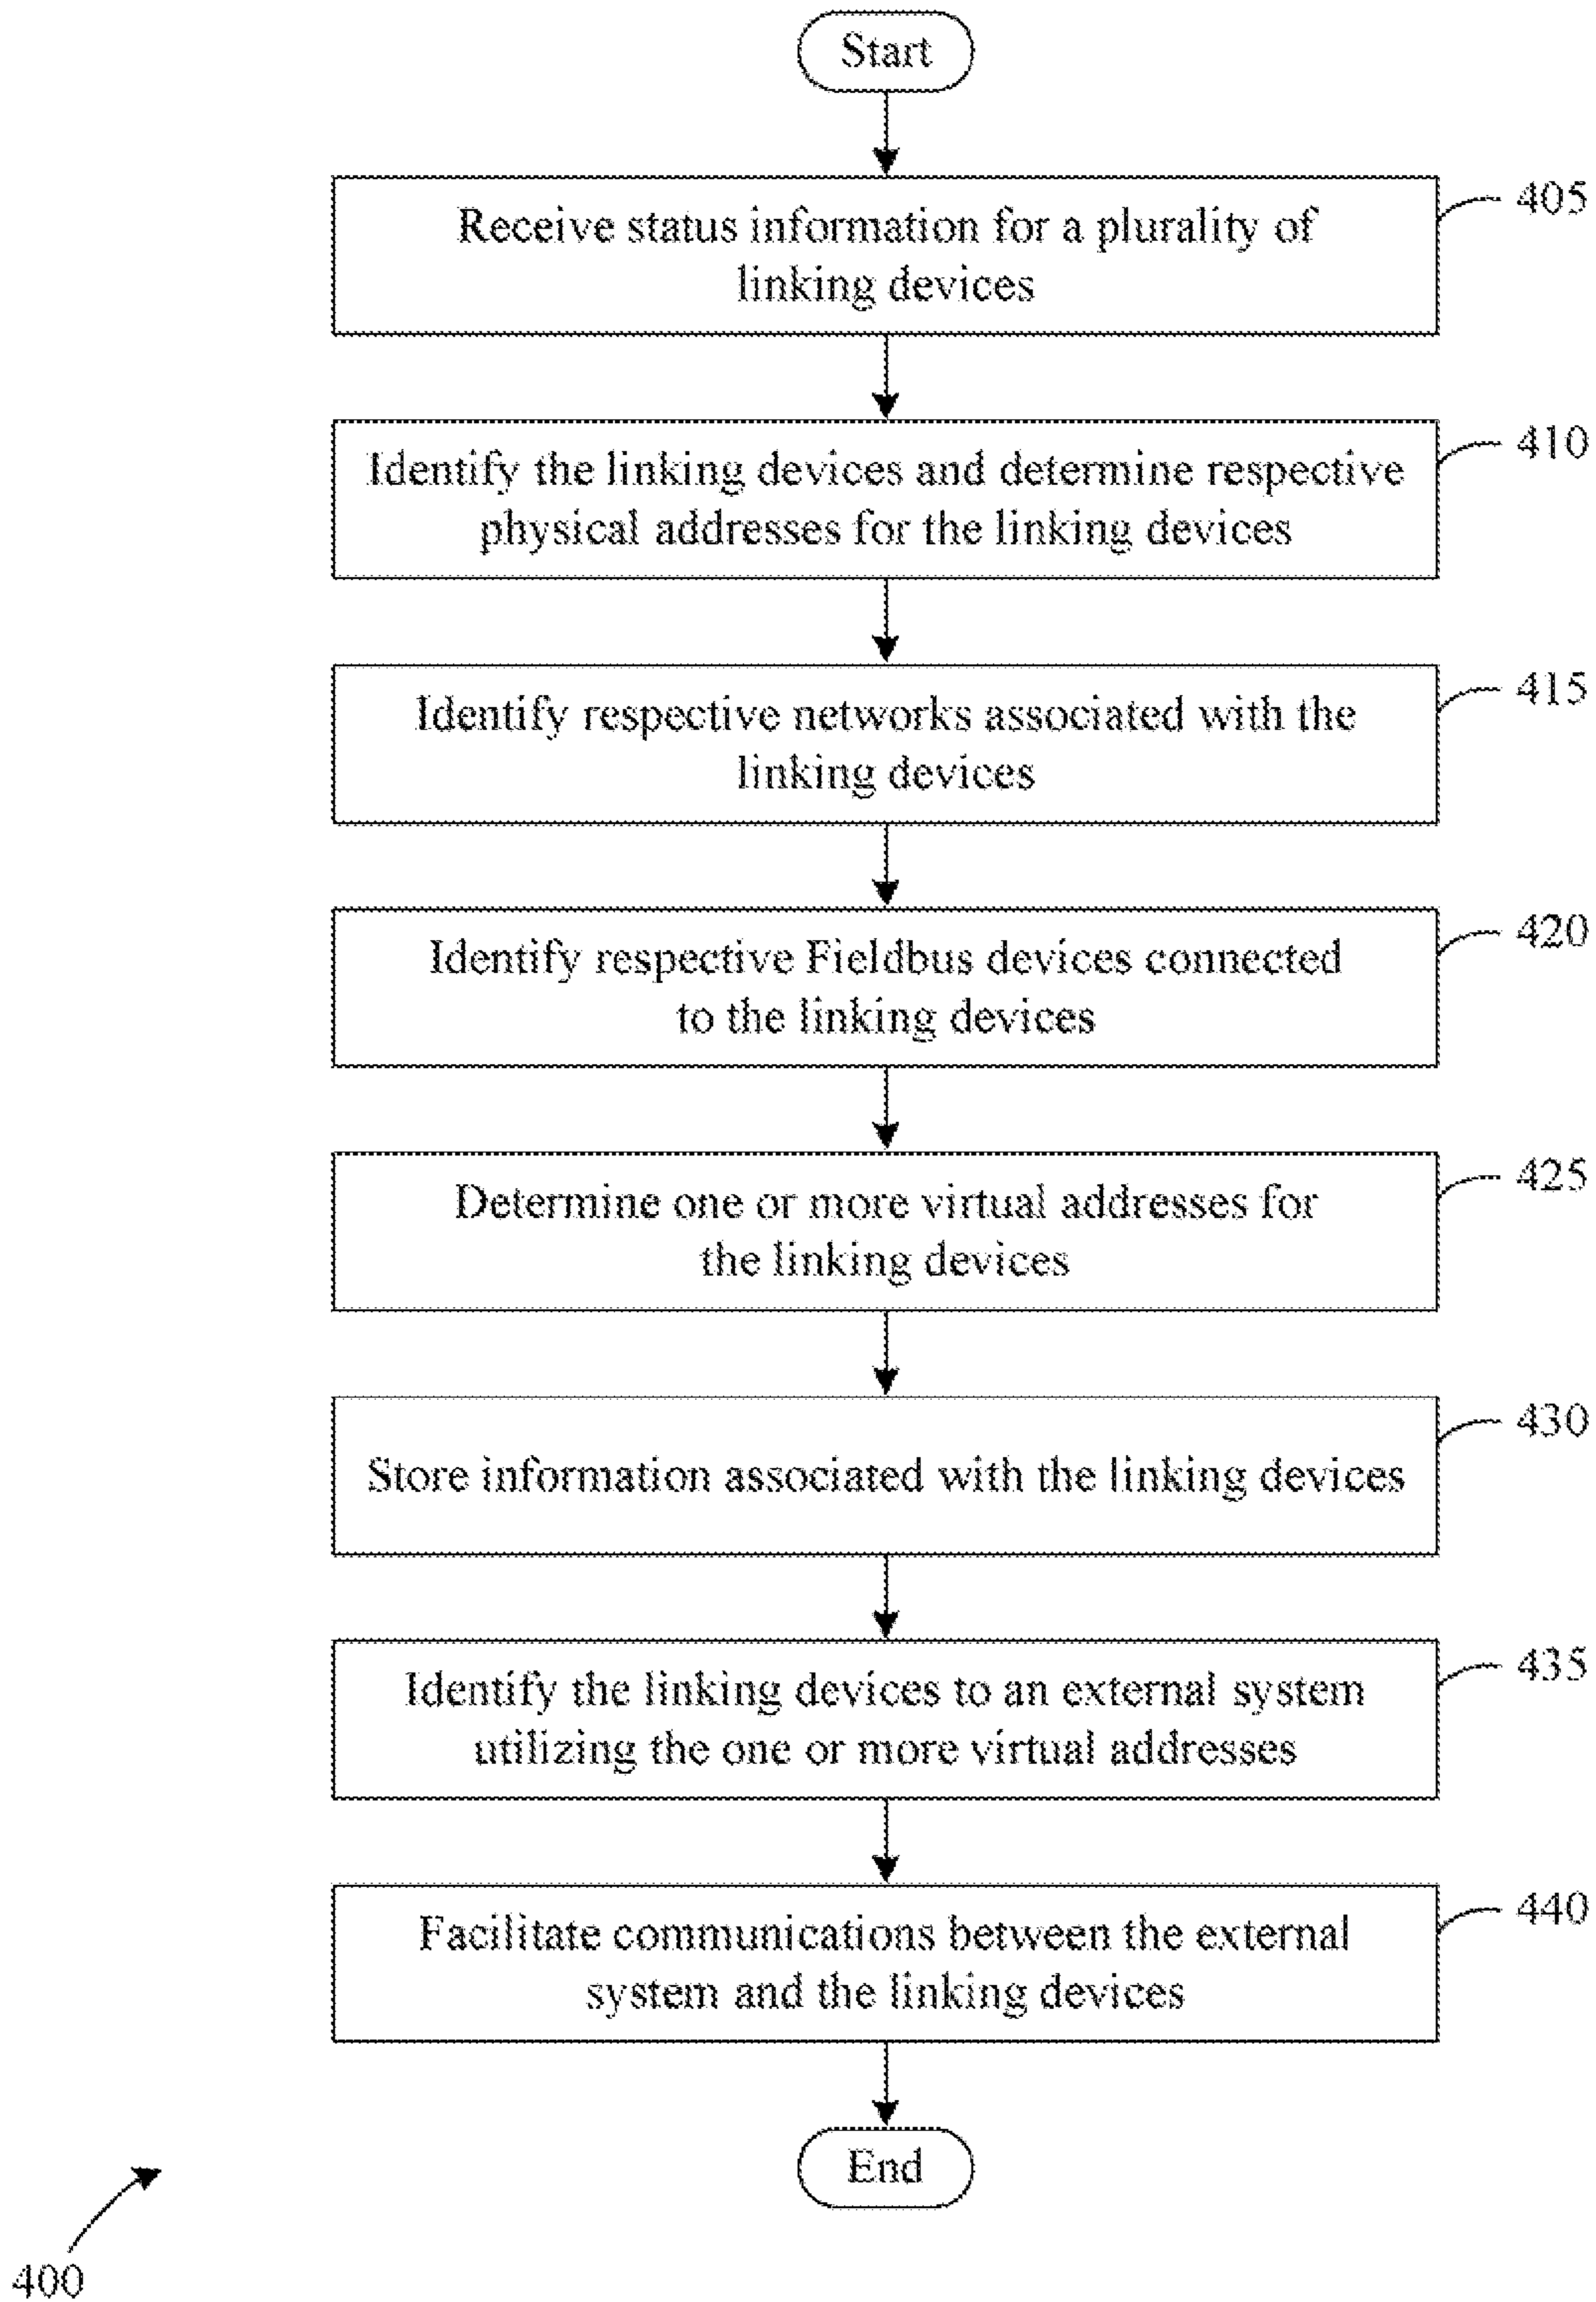 Start
Receive status information for a plurality of
linking devices
405
Identify the linking devices and determine respective
physical addresses for the linking devices
410
Identify respective networks associated with the
linking devices
415
Identify respective Fieldbus devices connected
to the linking devices
420
Determine one or more virtual addresses for
the linking devices
425
Store information associated with the linking devices
430
Identify the linking devices to an external system
utilizing the one or more virtual addresses
435
Facilitate communications between the external
system and the linking devices
440
End
400